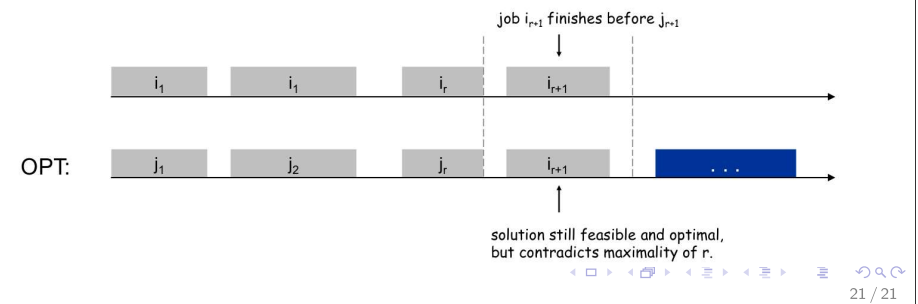 job i_{r+1} finishes before j_{r+1}
i_1 i_1 i_r i_{r+1}
OPT: j_1 j_2 j_r i_{r+1} . . .
solution still feasible and optimal,
but contradicts maximality of r.
21 / 21